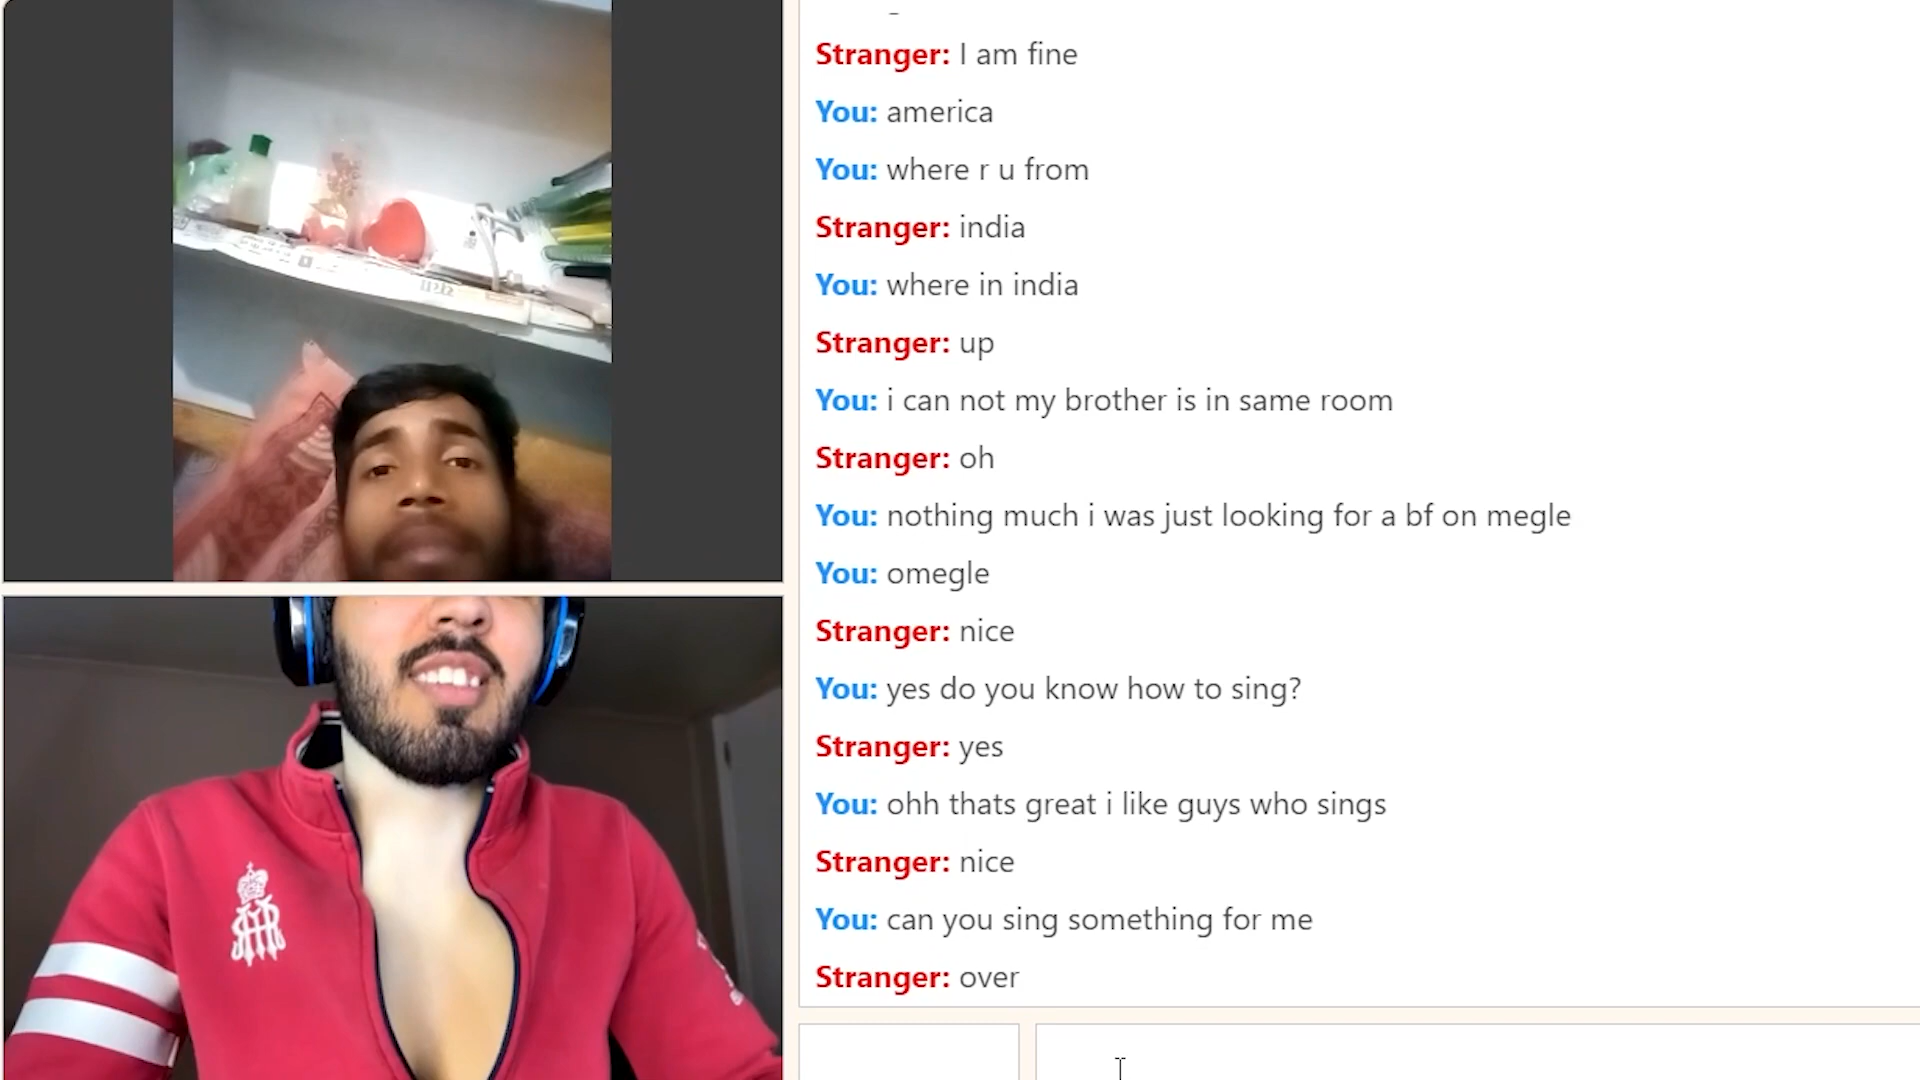 Stranger: I am fine
You: america
You: where r u from
Stranger: india
You: where in india
Stranger: up
You: i can not my brother is in same room
Stranger: oh
You: nothing much i was just looking for a bf on megle
You: omegle
Stranger: nice
You: yes do you know how to sing?
Stranger: yes
You: ohh thats great i like guys who sings
Stranger: nice
You: can you sing something for me
Stranger: over